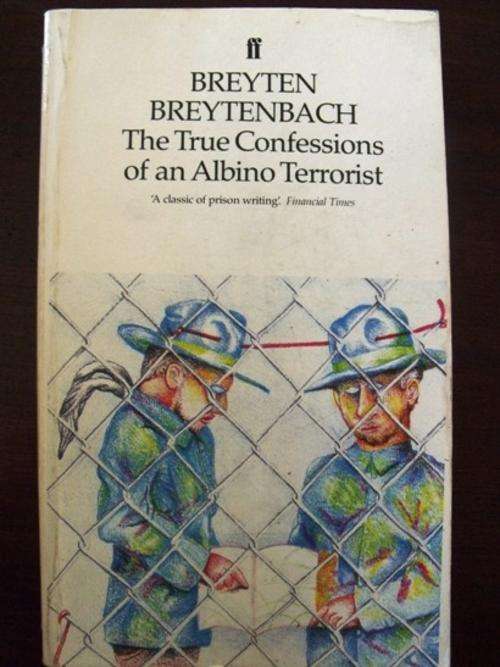 ff
BREYTEN
BREYTENBACH
The True Confessions
of an Albino Terrorist
'A classic of prison writing'. Financial Times